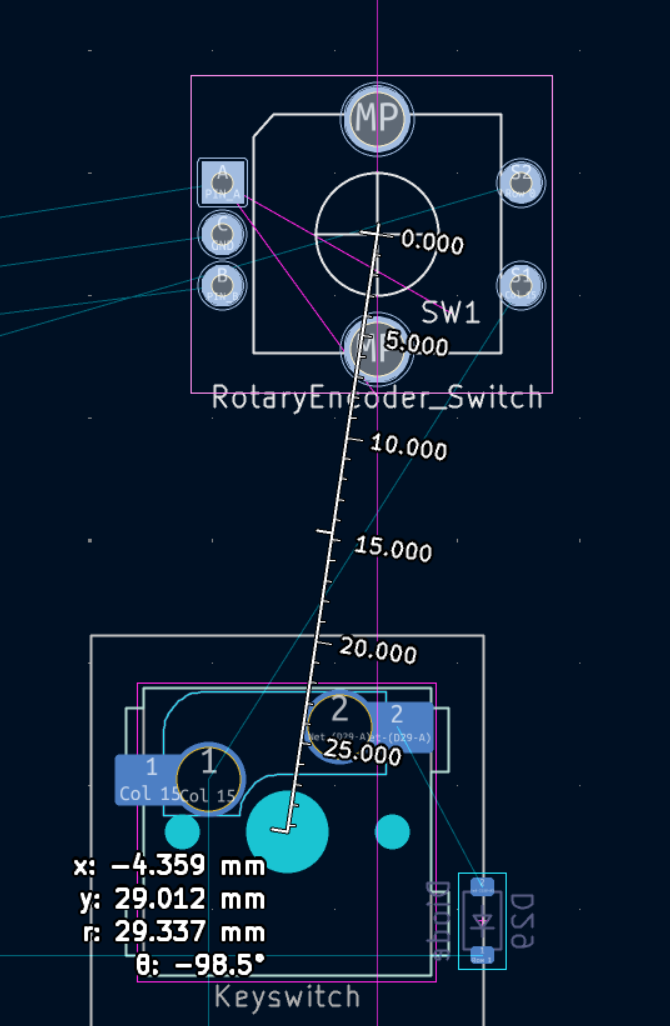 MP
A
PIN_A
S2
C
GND
0.000
B
PIN_B
S1
SW1
MP
5.000
RotaryEncoder_Switch
10.000
15.000
20.000
2
2
25.000
1
1
Col 15
Col 15
x: −4.359 mm
y: 29.012 mm
r: 29.337 mm
θ: −98.5°
D29
Keyswitch